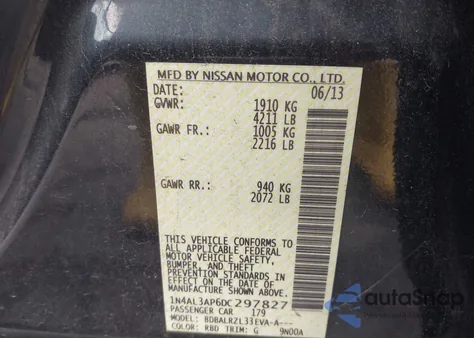 MFD BY NISSAN MOTOR CO., LTD.
DATE: 06/13
GVWR: 1910 KG
4211 LB
GAWR FR.: 1005 KG
2216 LB
GAWR RR.: 940 KG
2072 LB
THIS VEHICLE CONFORMS TO
ALL APPLICABLE FEDERAL
MOTOR VEHICLE SAFETY,
BUMPER, AND THEFT
PREVENTION STANDARDS IN
EFFECT ON THE DATE OF
MANUFACTURE SHOWN ABOVE.
1N4AL3AP6DC297827
PASSENGER CAR 179
MODEL: BDBALRZL33EVA-A---
COLOR: RBD TRIM: G 9N00A
autosnap